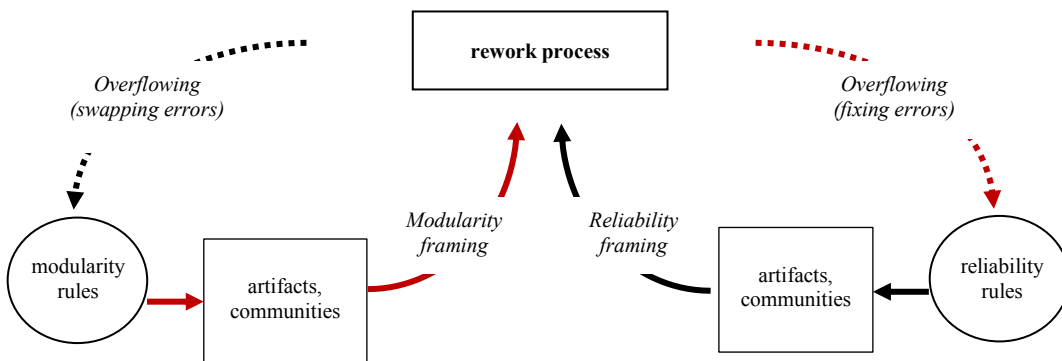 rework process
Overflowing
(swapping errors)
Overflowing
(fixing errors)
Modularity
framing
Reliability
framing
modularity
rules
artifacts,
communities
artifacts,
communities
reliability
rules